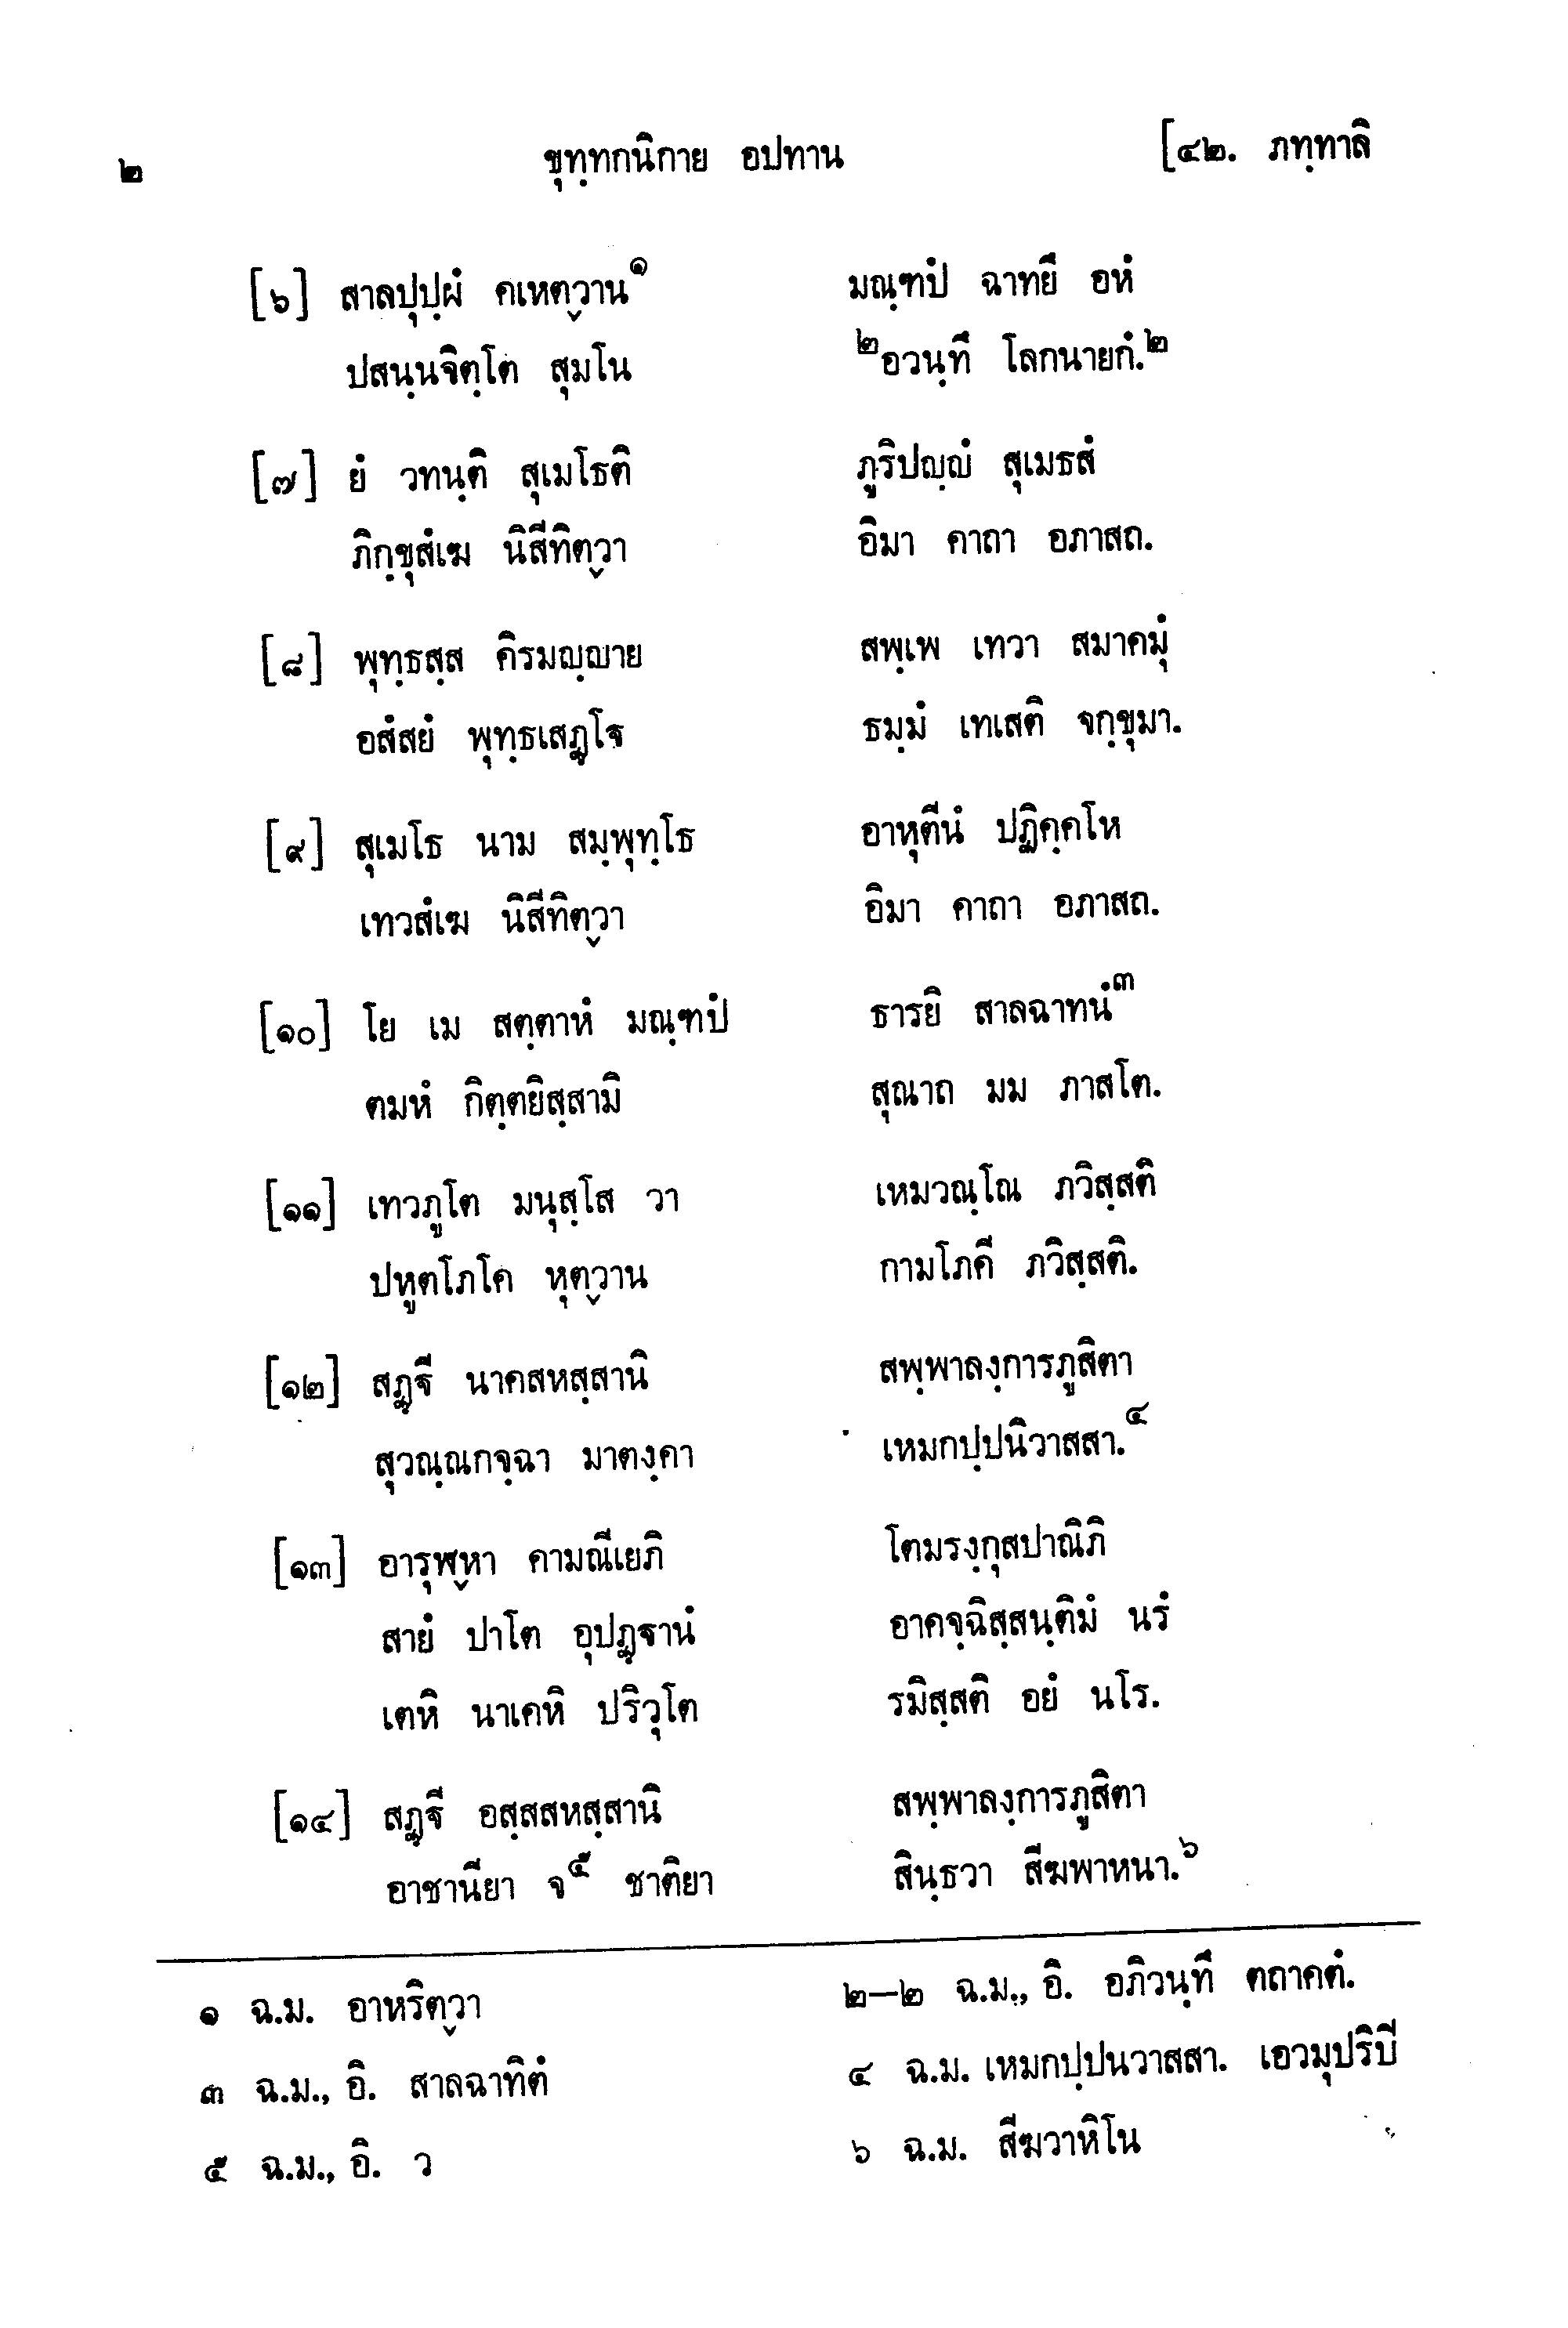 ๒ ขุทฺทกนิกาย อปทาน [๔๒. ภทฺทาลิ
[๖] สาลปุปฺผํ คเหตฺวาน๑ มณฺฑปํ ฉาทยึ อหํ
ปสนฺนจิตฺโต สุมโน ๒อวนฺทึ โลกนายกํ.๒
[๗] ยํ วทนฺติ สุเมโธติ ภูริปญฺญํ สุเมธสํ
ภิกฺขุสํเฆ นิสีทิตฺวา อิมา คาถา อภาสถ.
[๘] พุทฺธสฺส คิรมญฺญาย สพฺเพ เทวา สมาคมุํ
อสํสยํ พุทฺธเสฏฺโฐ ธมฺมํ เทเสติ จกฺขุมา.
[๙] สุเมโธ นาม สมฺพุทฺโธ อาหุตีนํ ปฏิคฺคโห
เทวสํเฆ นิสีทิตฺวา อิมา คาถา อภาสถ.
[๑๐] โย เม สตฺตาหํ มณฺฑปํ ธารยิ สาลฉาทนํ๓
ตมหํ กิตฺตยิสฺสามิ สุณาถ มม ภาสโต.
[๑๑] เทวภูโต มนุสฺโส วา เหมวณฺโณ ภวิสฺสติ
ปหูตโภโค หุตฺวาน กามโภคี ภวิสฺสติ.
[๑๒] สฏฺฐี นาคสหสฺสานิ สพฺพาลงฺการภูสิตา
สุวณฺณกจฺฉา มาตงฺคา เหมกปฺปนิวาสสา.๔
[๑๓] อารุฬฺหา คามณีเยภิ โตมรงฺกุสปาณิภิ
สายํ ปาโต อุปฏฺฐานํ อาคจฺฉิสฺสนฺติมํ นรํ
เตหิ นาเคหิ ปริวุโต รมิสฺสติ อยํ นโร.
[๑๔] สฏฺฐี อสฺสสหสฺสานิ สพฺพาลงฺการภูสิตา
อาชานียา จ๕ ชาติยา สินฺธวา สีฆพาหนา.๖
๑ ฉ.ม. อาหริตฺวา ๒–๒ ฉ.ม., อิ. อภิวนฺทึ ตถาคตํ.
๓ ฉ.ม., อิ. สาลฉาทิตํ ๔ ฉ.ม. เหมกปฺปนวาสสา. เอวมุปริปี
๕ ฉ.ม., อิ. ว ๖ ฉ.ม. สีฆวาหิโน